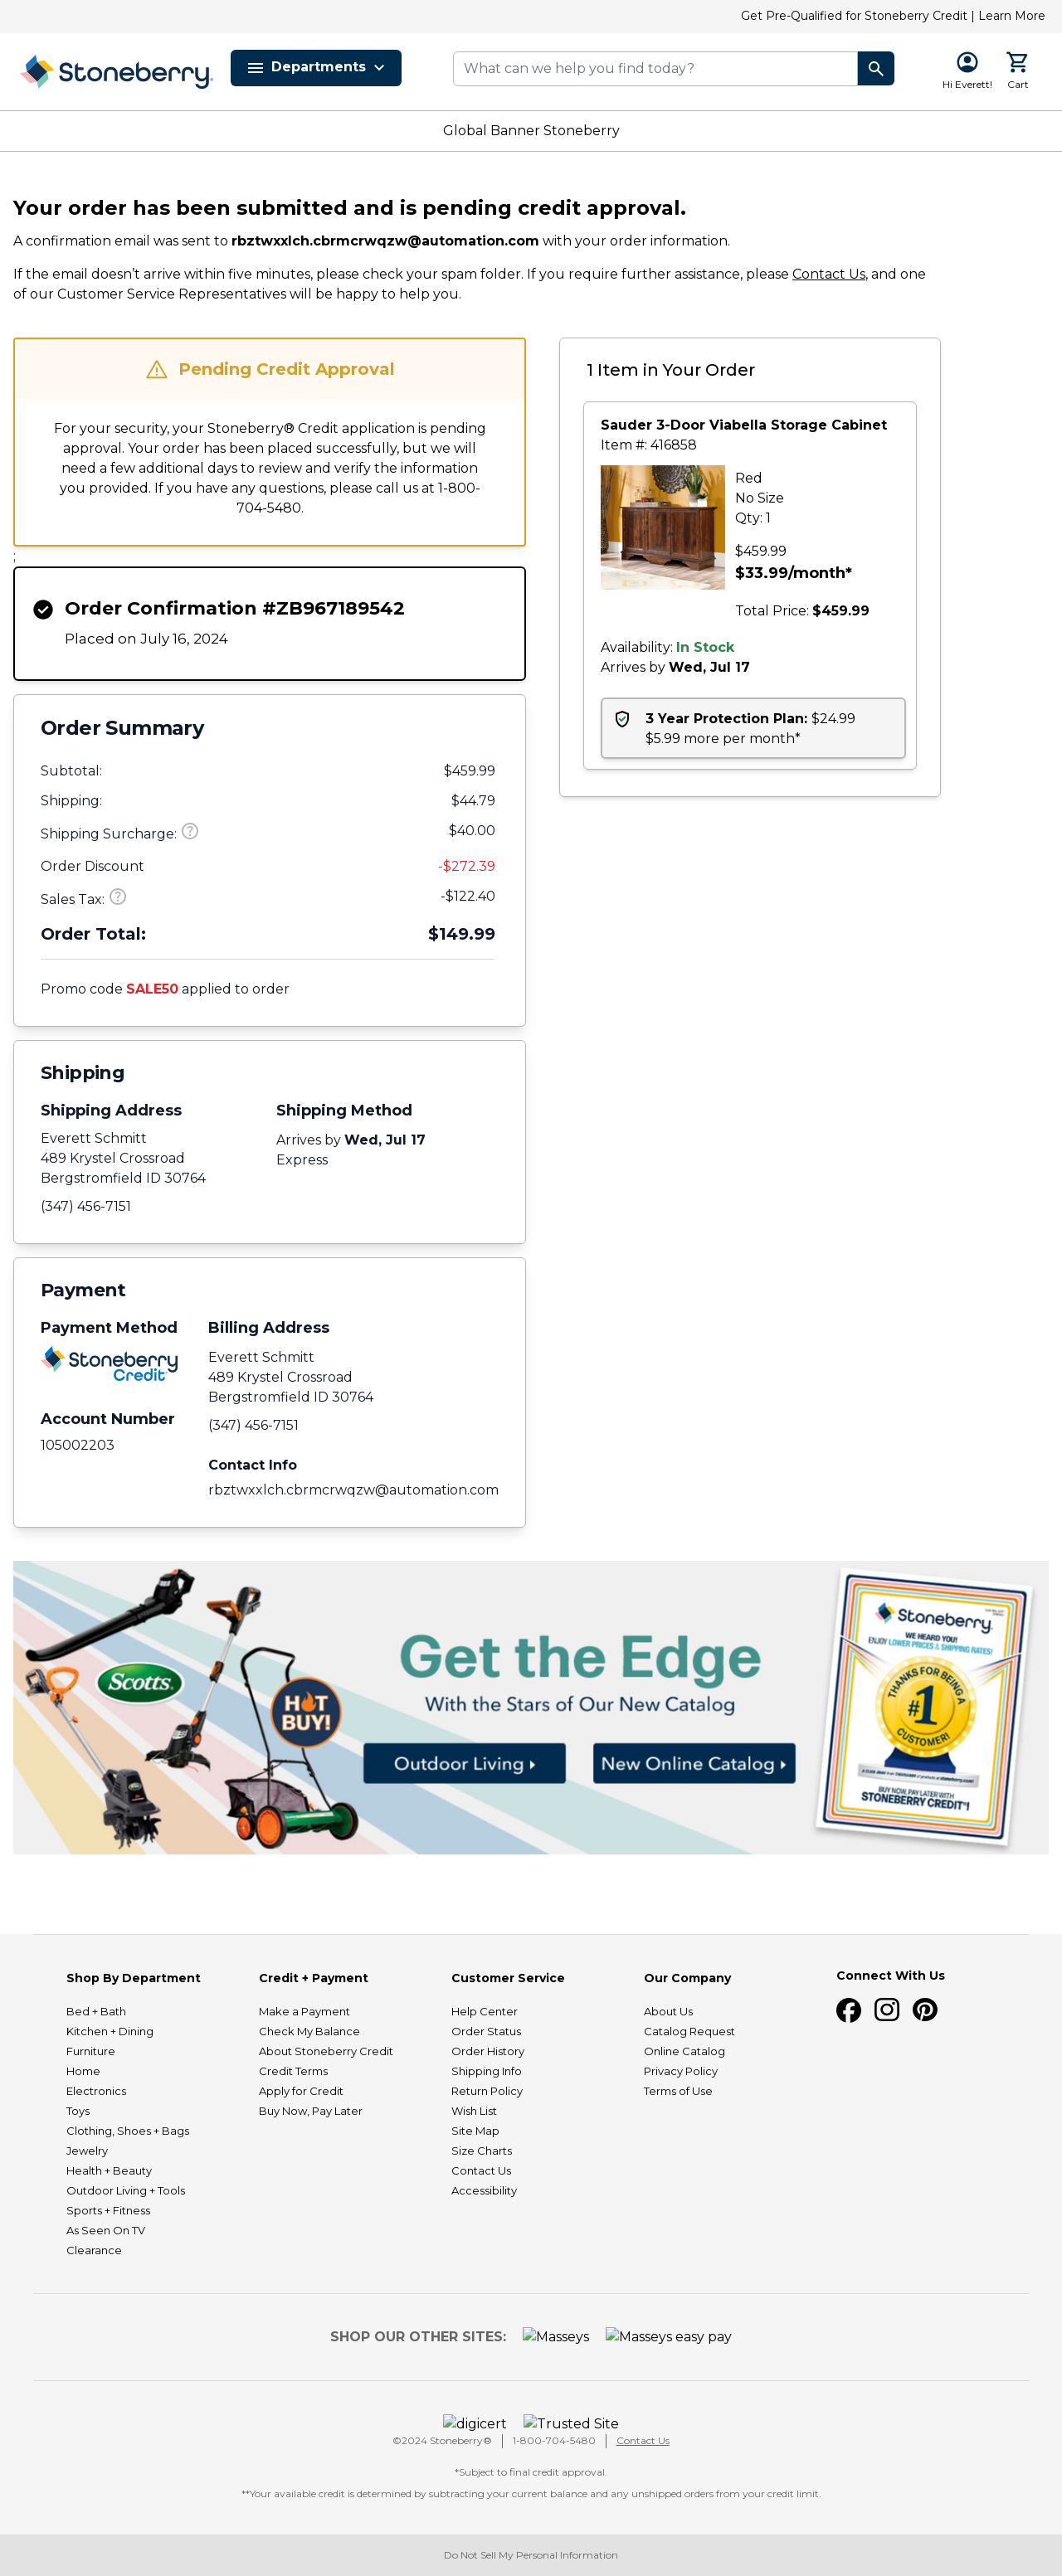 Get Pre-Qualified for Stoneberry Credit | Learn More
Stoneberry.
Departments
What can we help you find today?
Hi Everett!
Cart
Global Banner Stoneberry
Your order has been submitted and is pending credit approval.
A confirmation email was sent to rbztwxxlch.cbrmcrwqzw@automation.com with your order information.
If the email doesn’t arrive within five minutes, please check your spam folder. If you require further assistance, please Contact Us, and one
of our Customer Service Representatives will be happy to help you.
Pending Credit Approval
For your security, your Stoneberry® Credit application is pending
approval. Your order has been placed successfully, but we will
need a few additional days to review and verify the information
you provided. If you have any questions, please call us at 1-800-
704-5480.
;
Order Confirmation #ZB967189542
Placed on July 16, 2024
Order Summary
Subtotal: $459.99
Shipping: $44.79
Shipping Surcharge: $40.00
Order Discount -$272.39
Sales Tax: -$122.40
Order Total: $149.99
Promo code SALE50 applied to order
Shipping
Shipping Address
Everett Schmitt
489 Krystel Crossroad
Bergstromfield ID 30764
(347) 456-7151
Shipping Method
Arrives by Wed, Jul 17
Express
Payment
Payment Method
Stoneberry
Credit
Account Number
105002203
Billing Address
Everett Schmitt
489 Krystel Crossroad
Bergstromfield ID 30764
(347) 456-7151
Contact Info
rbztwxxlch.cbrmcrwqzw@automation.com
1 Item in Your Order
Sauder 3-Door Viabella Storage Cabinet
Item #: 416858
Red
No Size
Qty: 1
$459.99
$33.99/month*
Total Price: $459.99
Availability: In Stock
Arrives by Wed, Jul 17
3 Year Protection Plan: $24.99
$5.99 more per month*
Scotts
HOT
BUY!
Get the Edge
With the Stars of Our New Catalog
Outdoor Living
New Online Catalog
Stoneberry.
WE HEARD YOU!
ENJOY LOWER PRICES & SHIPPING RATES!
THANKS FOR BEING A
#1
CUSTOMER!
BUY NOW, PAY LATER WITH
STONEBERRY CREDIT®!
Shop By Department
Bed + Bath
Kitchen + Dining
Furniture
Home
Electronics
Toys
Clothing, Shoes + Bags
Jewelry
Health + Beauty
Outdoor Living + Tools
Sports + Fitness
As Seen On TV
Clearance
Credit + Payment
Make a Payment
Check My Balance
About Stoneberry Credit
Credit Terms
Apply for Credit
Buy Now, Pay Later
Customer Service
Help Center
Order Status
Order History
Shipping Info
Return Policy
Wish List
Site Map
Size Charts
Contact Us
Accessibility
Our Company
About Us
Catalog Request
Online Catalog
Privacy Policy
Terms of Use
Connect With Us
SHOP OUR OTHER SITES: Masseys Masseys easy pay
digicert Trusted Site
©2024 Stoneberry® | 1-800-704-5480 | Contact Us
*Subject to final credit approval.
**Your available credit is determined by subtracting your current balance and any unshipped orders from your credit limit.
Do Not Sell My Personal Information